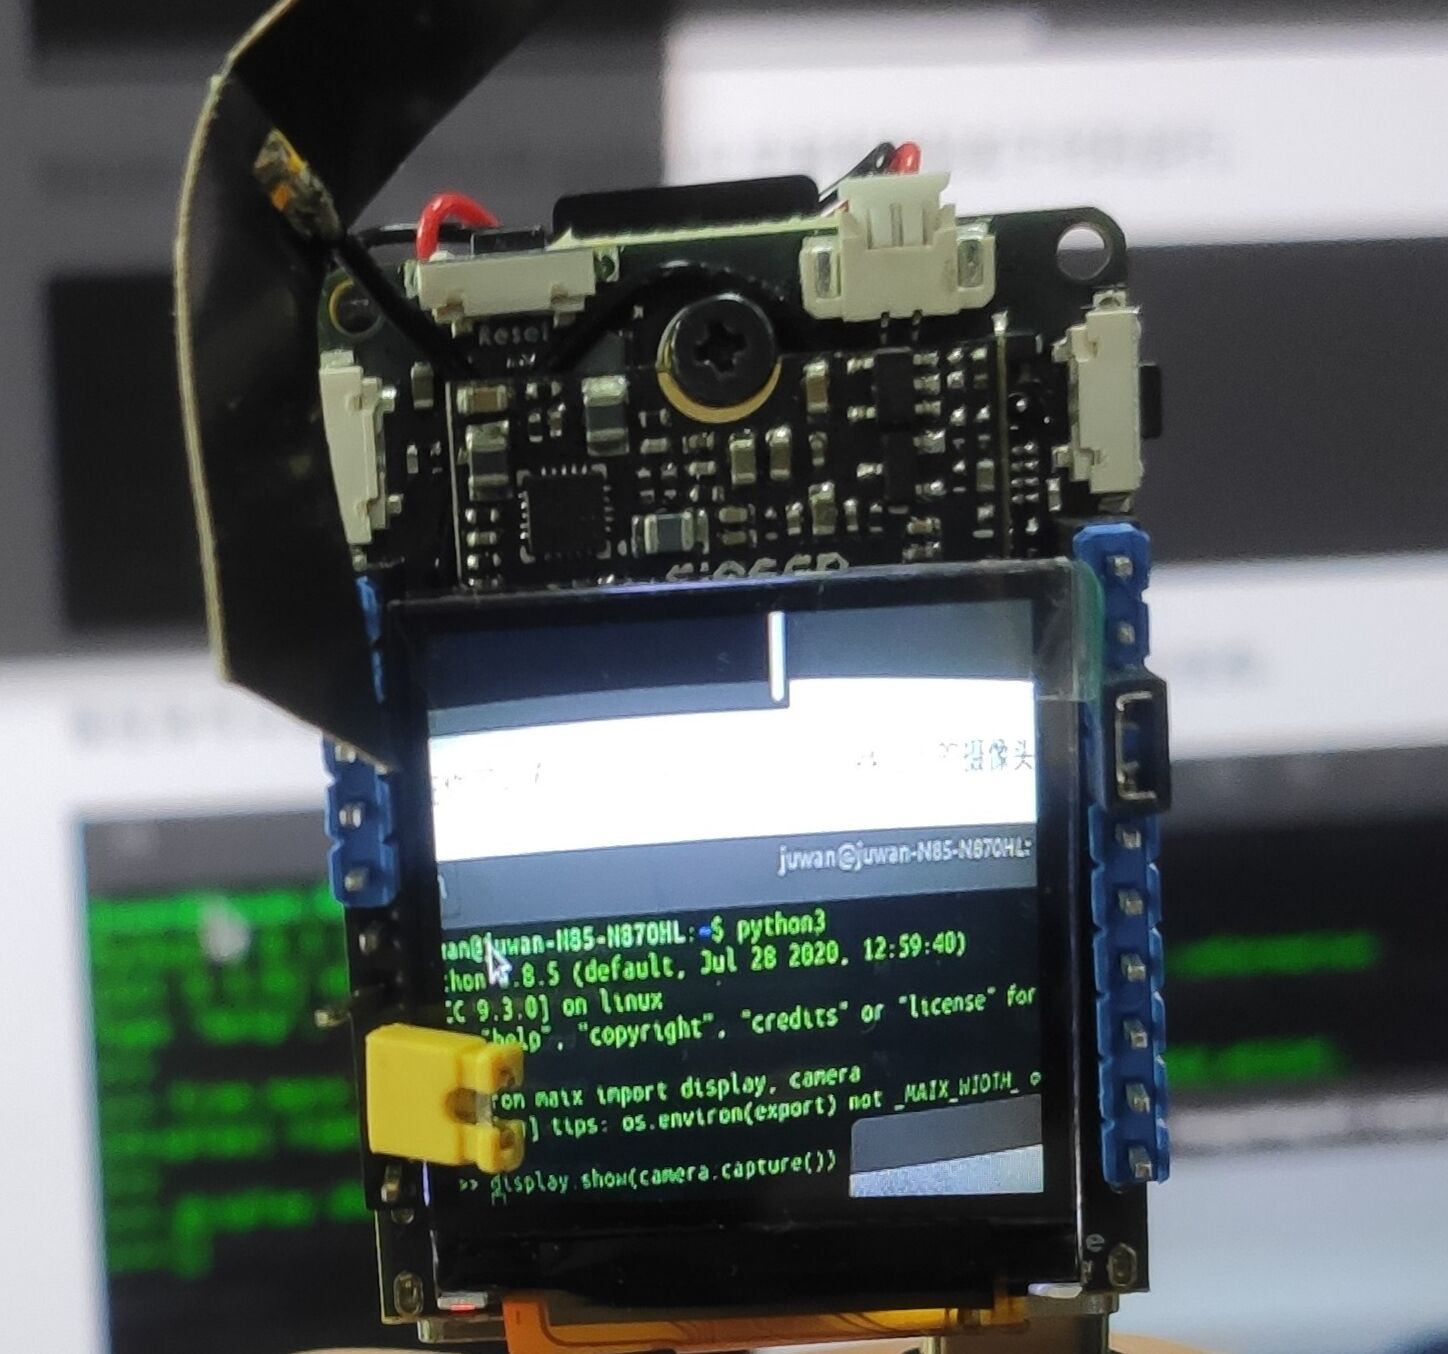 Reset
摄像头
juwan@juwan-N85-N870HL:
wan@juwan-N85-N870HL:~$ python3
thon 3.8.5 (default, Jul 28 2020, 12:59:40)
CC 9.3.0] on linux
"help", "copyright", "credits" or "license" for
rom maix import display, camera
] tips: os.environ(export) not _MAIX_WIDTH_ o
>> display.show(camera.capture())
e